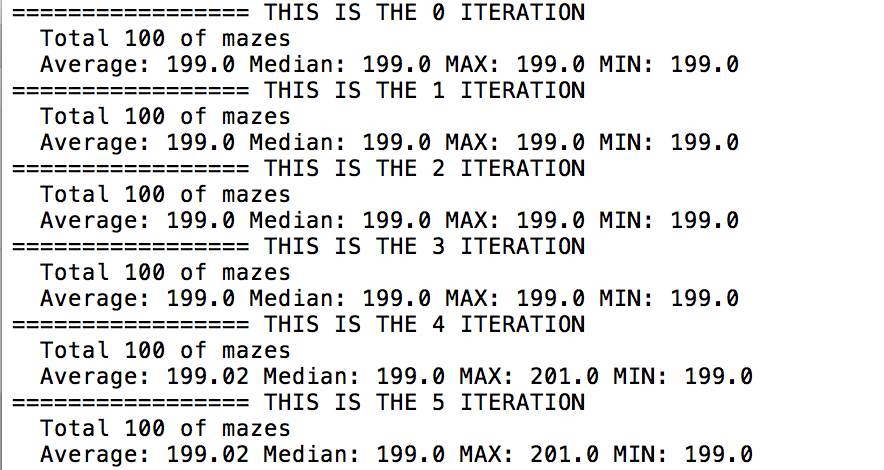 ================= THIS IS THE 0 ITERATION
Total 100 of mazes
Average: 199.0 Median: 199.0 MAX: 199.0 MIN: 199.0
================= THIS IS THE 1 ITERATION
Total 100 of mazes
Average: 199.0 Median: 199.0 MAX: 199.0 MIN: 199.0
================= THIS IS THE 2 ITERATION
Total 100 of mazes
Average: 199.0 Median: 199.0 MAX: 199.0 MIN: 199.0
================= THIS IS THE 3 ITERATION
Total 100 of mazes
Average: 199.0 Median: 199.0 MAX: 199.0 MIN: 199.0
================= THIS IS THE 4 ITERATION
Total 100 of mazes
Average: 199.02 Median: 199.0 MAX: 201.0 MIN: 199.0
================= THIS IS THE 5 ITERATION
Total 100 of mazes
Average: 199.02 Median: 199.0 MAX: 201.0 MIN: 199.0